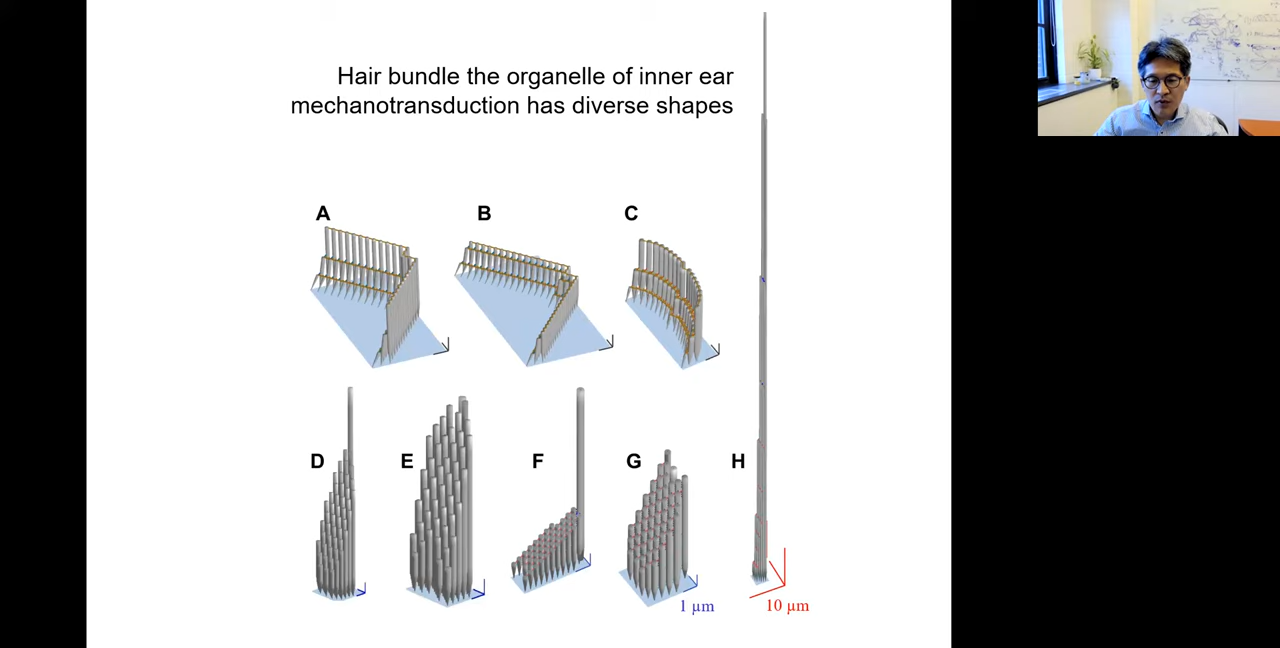 Hair bundle the organelle of inner ear
mechanotransduction has diverse shapes
A
B
C
D
E
F
G
H
1 µm
10 µm